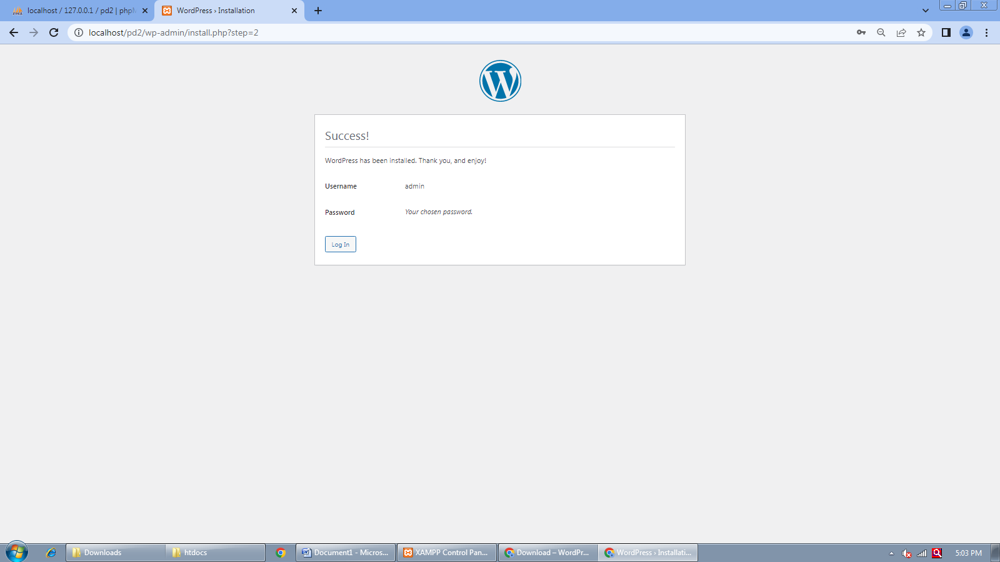 localhost / 127.0.0.1 / pd2 | phpM
WordPress › Installation
localhost/pd2/wp-admin/install.php?step=2
Success!
WordPress has been installed. Thank you, and enjoy!
Username admin
Password Your chosen password.
Log In
Downloads
htdocs
Document1 - Micros...
XAMPP Control Pan...
Download – WordPr...
WordPress › Installati...
5:03 PM